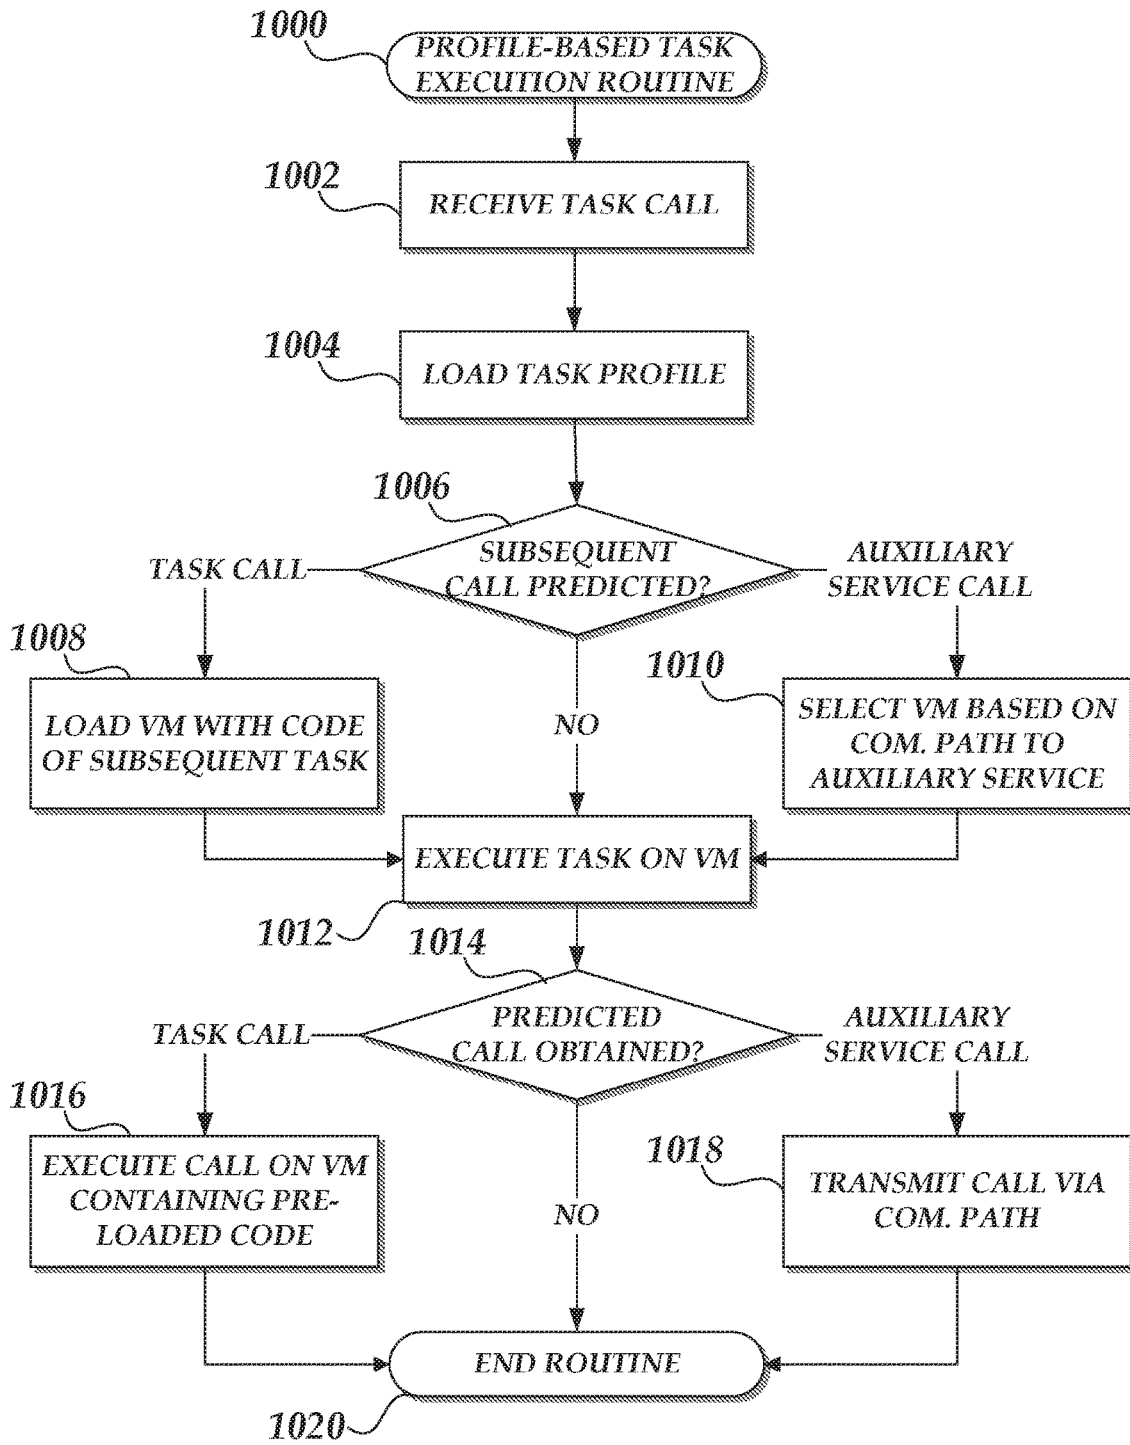 1000
PROFILE-BASED TASK
EXECUTION ROUTINE
1002
RECEIVE TASK CALL
1004
LOAD TASK PROFILE
1006
SUBSEQUENT
CALL PREDICTED?
TASK CALL
AUXILIARY
SERVICE CALL
1008
LOAD VM WITH CODE
OF SUBSEQUENT TASK
NO
1010
SELECT VM BASED ON
COM. PATH TO
AUXILIARY SERVICE
EXECUTE TASK ON VM
1012
1014
PREDICTED
CALL OBTAINED?
TASK CALL
AUXILIARY
SERVICE CALL
1016
EXECUTE CALL ON VM
CONTAINING PRE-
LOADED CODE
NO
1018
TRANSMIT CALL VIA
COM. PATH
END ROUTINE
1020